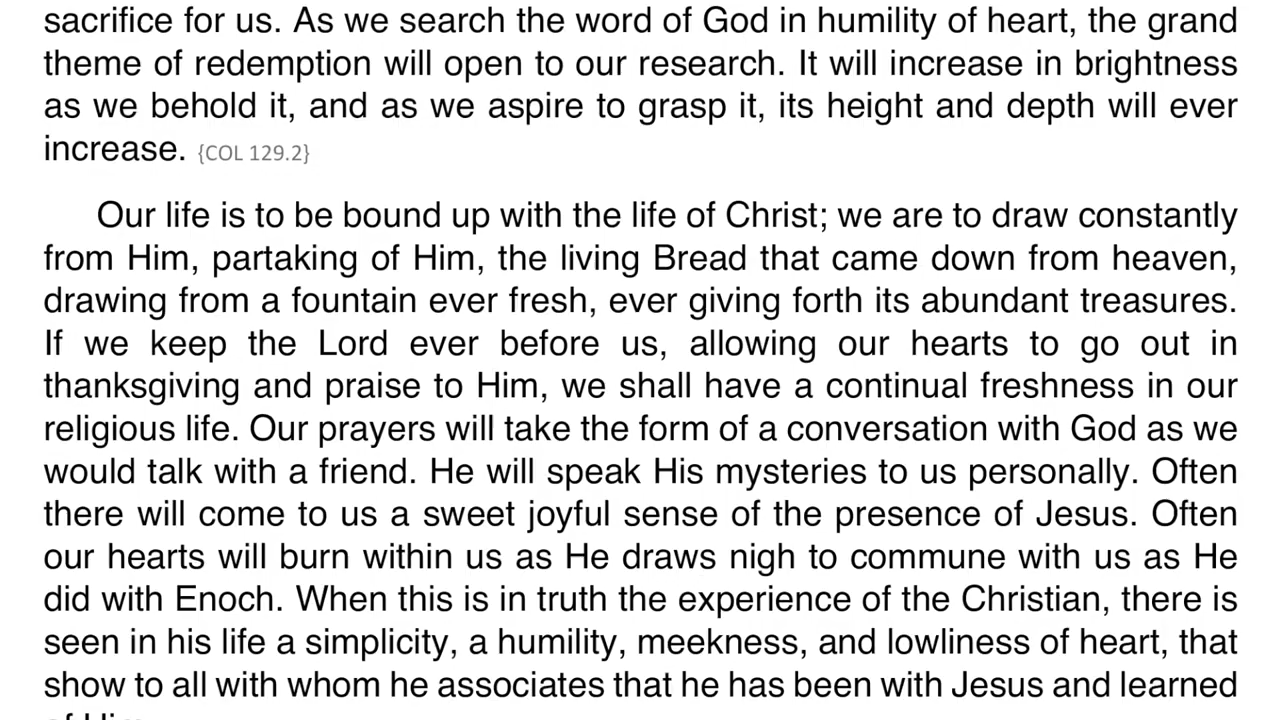 sacrifice for us. As we search the word of God in humility of heart, the grand
theme of redemption will open to our research. It will increase in brightness
as we behold it, and as we aspire to grasp it, its height and depth will ever
increase. {COL 129.2}
Our life is to be bound up with the life of Christ; we are to draw constantly
from Him, partaking of Him, the living Bread that came down from heaven,
drawing from a fountain ever fresh, ever giving forth its abundant treasures.
If we keep the Lord ever before us, allowing our hearts to go out in
thanksgiving and praise to Him, we shall have a continual freshness in our
religious life. Our prayers will take the form of a conversation with God as we
would talk with a friend. He will speak His mysteries to us personally. Often
there will come to us a sweet joyful sense of the presence of Jesus. Often
our hearts will burn within us as He draws nigh to commune with us as He
did with Enoch. When this is in truth the experience of the Christian, there is
seen in his life a simplicity, a humility, meekness, and lowliness of heart, that
show to all with whom he associates that he has been with Jesus and learned